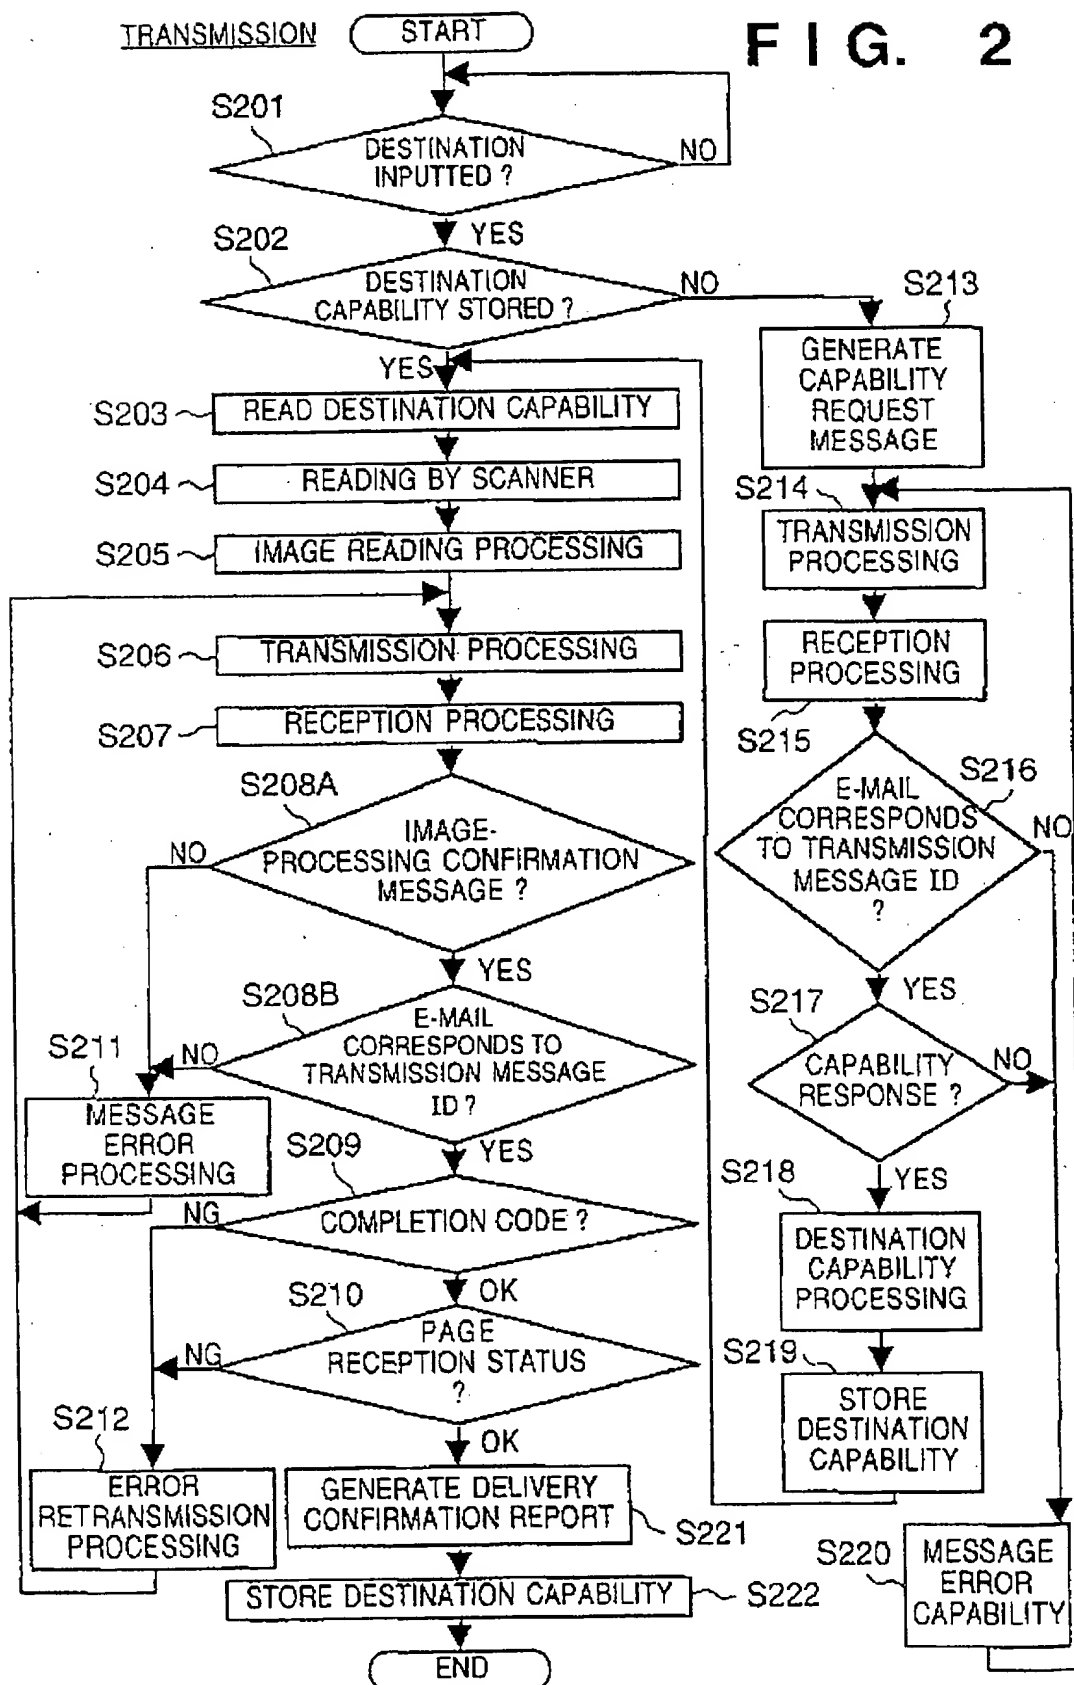 TRANSMISSION
START
FIG. 2
S201
DESTINATION
INPUTTED ?
NO
YES
S202
DESTINATION
CAPABILITY STORED ?
NO
YES
S203
READ DESTINATION CAPABILITY
S204
READING BY SCANNER
S205
IMAGE READING PROCESSING
S206
TRANSMISSION PROCESSING
S207
RECEPTION PROCESSING
S208A
IMAGE-
PROCESSING CONFIRMATION
MESSAGE ?
NO
YES
S208B
E-MAIL
CORRESPONDS TO
TRANSMISSION MESSAGE
ID ?
NO
YES
S211
MESSAGE
ERROR
PROCESSING
S209
COMPLETION CODE ?
NG
OK
S210
PAGE
RECEPTION STATUS
?
NG
OK
S212
ERROR
RETRANSMISSION
PROCESSING
GENERATE DELIVERY
CONFIRMATION REPORT
S221
STORE DESTINATION CAPABILITY
S222
END
S213
GENERATE
CAPABILITY
REQUEST
MESSAGE
S214
TRANSMISSION
PROCESSING
RECEPTION
PROCESSING
S215
S216
E-MAIL
CORRESPONDS
TO TRANSMISSION
MESSAGE ID
?
NO
YES
S217
CAPABILITY
RESPONSE ?
NO
YES
S218
DESTINATION
CAPABILITY
PROCESSING
S219
STORE
DESTINATION
CAPABILITY
S220
MESSAGE
ERROR
CAPABILITY